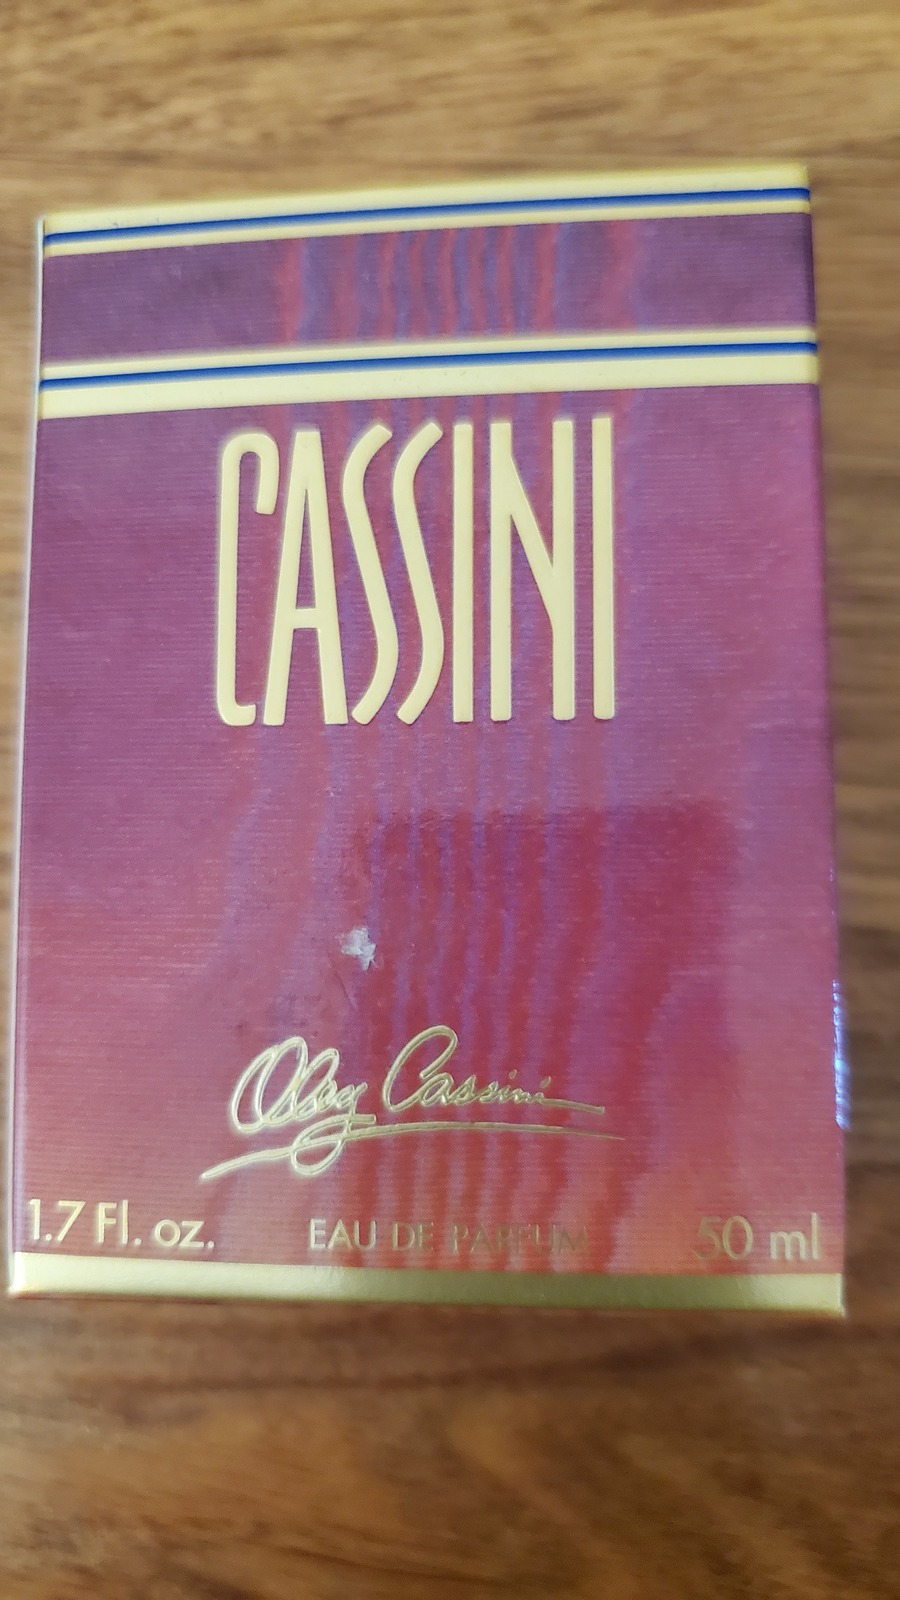 CASSINI
Oleg Cassini
1.7 Fl. oz. EAU DE PARFUM 50 ml